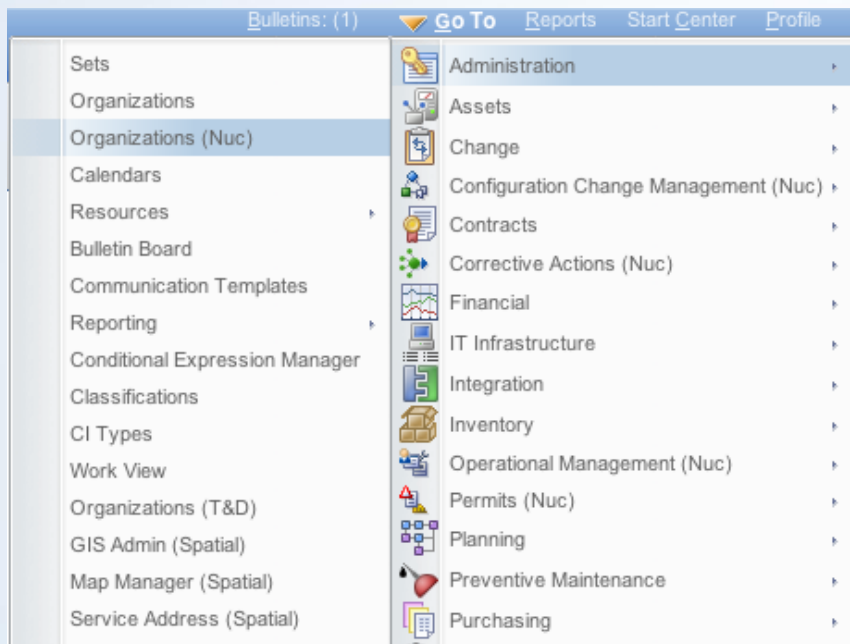 Bulletins: (1) Go To Reports Start Center Profile
Sets
Organizations
Organizations (Nuc)
Calendars
Resources
Bulletin Board
Communication Templates
Reporting
Conditional Expression Manager
Classifications
CI Types
Work View
Organizations (T&D)
GIS Admin (Spatial)
Map Manager (Spatial)
Service Address (Spatial)
Administration
Assets
Change
Configuration Change Management (Nuc)
Contracts
Corrective Actions (Nuc)
Financial
IT Infrastructure
Integration
Inventory
Operational Management (Nuc)
Permits (Nuc)
Planning
Preventive Maintenance
Purchasing